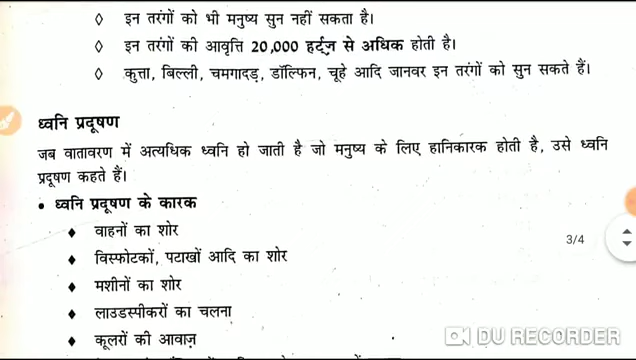 ◊ इन तरंगों को भी मनुष्य सुन नहीं सकता है।
◊ इन तरंगों की आवृत्ति 20,000 हर्ट्ज़ से अधिक होती है।
◊ कुत्ता, बिल्ली, चमगादड़, डॉल्फिन, चूहे आदि जानवर इन तरंगों को सुन सकते हैं।
ध्वनि प्रदूषण
जब वातावरण में अत्यधिक ध्वनि हो जाती है जो मनुष्य के लिए हानिकारक होती है, उसे ध्वनि
प्रदूषण कहते हैं।
• ध्वनि प्रदूषण के कारक
♦ वाहनों का शोर
♦ विस्फोटकों, पटाखों आदि का शोर
♦ मशीनों का शोर
♦ लाउडस्पीकरों का चलना
♦ कूलरों की आवाज़
3/4
DU RECORDER